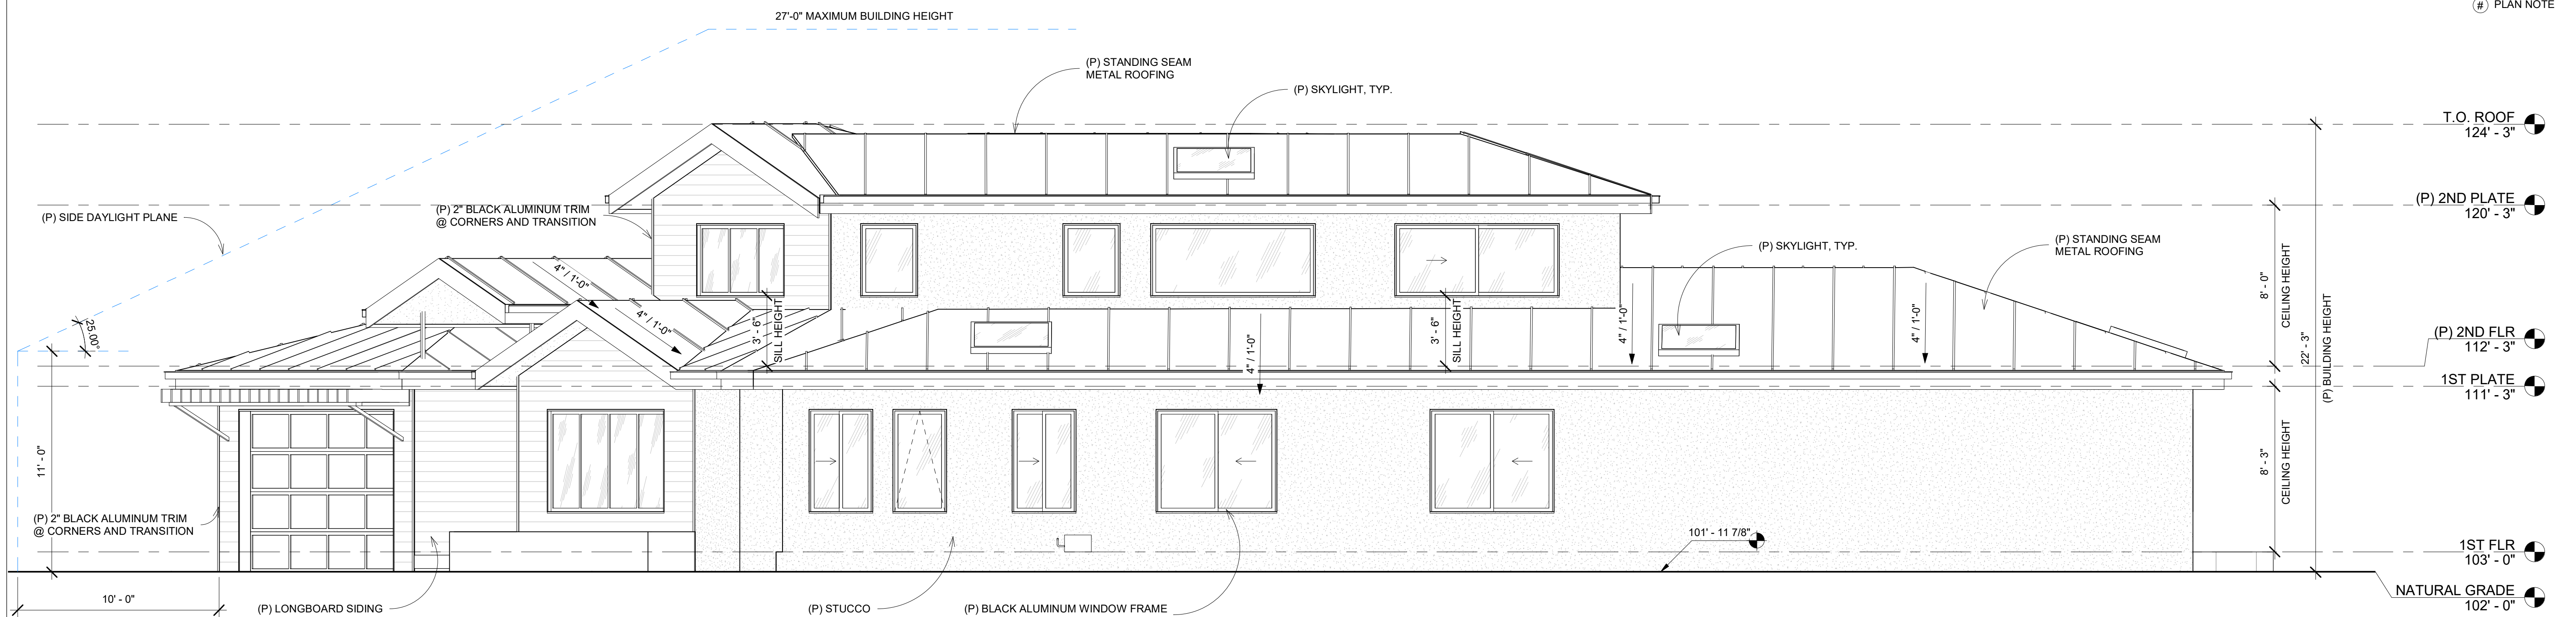 27'-0" MAXIMUM BUILDING HEIGHT
# PLAN NOTE
(P) STANDING SEAM
METAL ROOFING
(P) SKYLIGHT, TYP.
T.O. ROOF
124' - 3"
(P) SIDE DAYLIGHT PLANE
(P) 2" BLACK ALUMINUM TRIM
@ CORNERS AND TRANSITION
(P) 2ND PLATE
120' - 3"
(P) SKYLIGHT, TYP.
(P) STANDING SEAM
METAL ROOFING
4" / 1'-0"
4" / 1'-0"
3' - 6"
SILL HEIGHT
4" / 1'-0"
3' - 6"
SILL HEIGHT
4" / 1'-0"
4" / 1'-0"
8' - 0"
CEILING HEIGHT
22' - 3"
(P) BUILDING HEIGHT
25.00°
(P) 2ND FLR
112' - 3"
1ST PLATE
111' - 3"
11' - 0"
8' - 3"
CEILING HEIGHT
(P) 2" BLACK ALUMINUM TRIM
@ CORNERS AND TRANSITION
101' - 11 7/8"
1ST FLR
103' - 0"
10' - 0"
(P) LONGBOARD SIDING
(P) STUCCO
(P) BLACK ALUMINUM WINDOW FRAME
NATURAL GRADE
102' - 0"